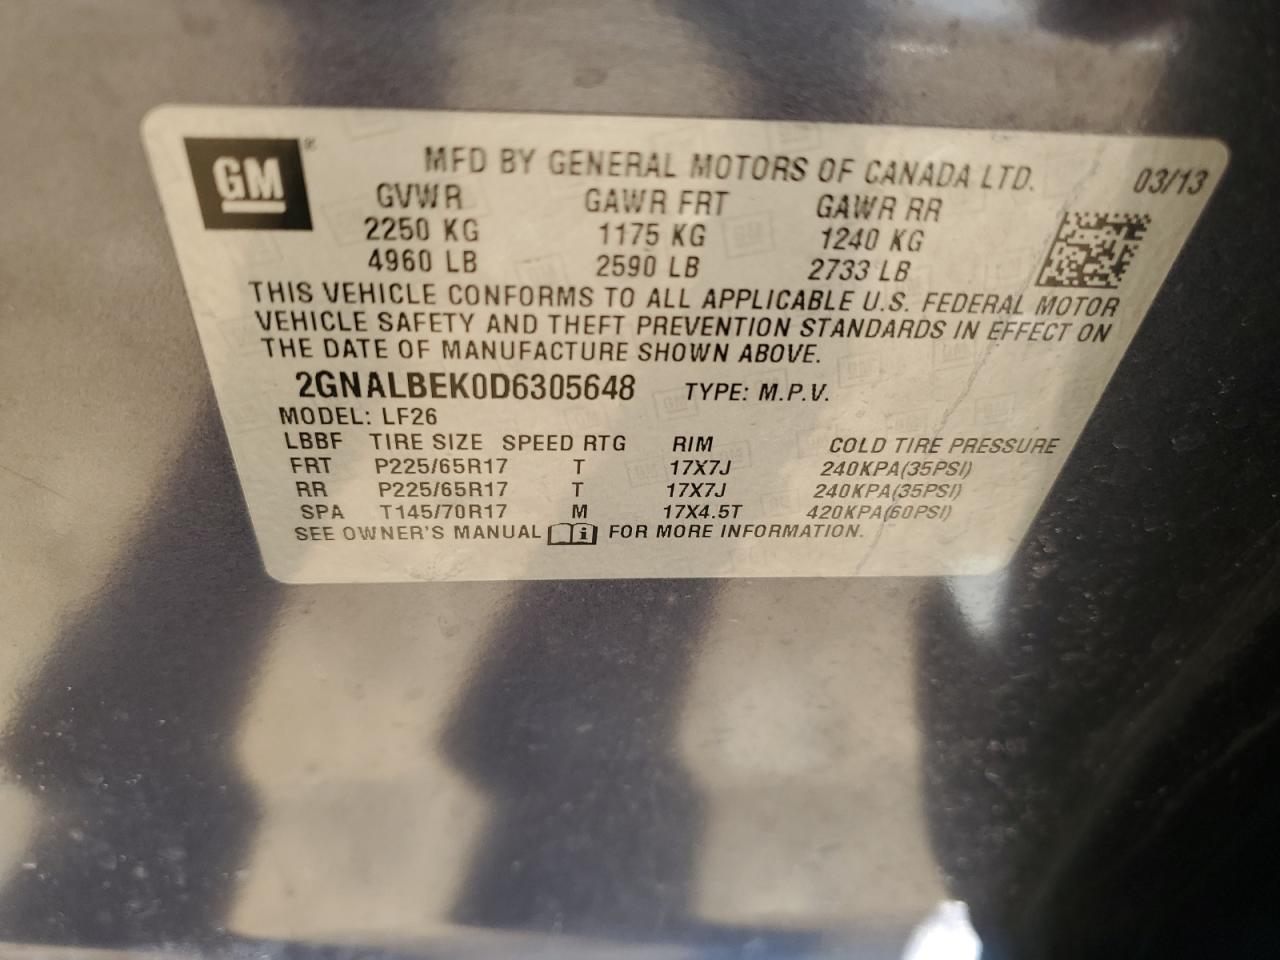 GM®
MFD BY GENERAL MOTORS OF CANADA LTD. 03/13
GVWR GAWR FRT GAWR RR
2250 KG 1175 KG 1240 KG
4960 LB 2590 LB 2733 LB
THIS VEHICLE CONFORMS TO ALL APPLICABLE U.S. FEDERAL MOTOR
VEHICLE SAFETY AND THEFT PREVENTION STANDARDS IN EFFECT ON
THE DATE OF MANUFACTURE SHOWN ABOVE.
2GNALBEK0D6305648 TYPE: M.P.V.
MODEL: LF26
LBBF TIRE SIZE SPEED RTG RIM COLD TIRE PRESSURE
FRT P225/65R17 T 17X7J 240KPA(35PSI)
RR P225/65R17 T 17X7J 240KPA(35PSI)
SPA T145/70R17 M 17X4.5T 420KPA(60PSI)
SEE OWNER'S MANUAL i FOR MORE INFORMATION.